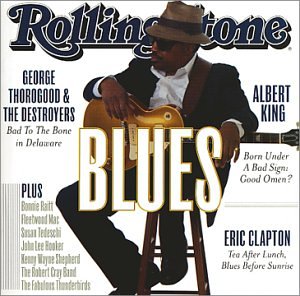 Rolling Stone
GEORGE
THOROGOOD &
THE DESTROYERS
Bad To The Bone
in Delaware
ALBERT
KING
Born Under
A Bad Sign:
Good Omen?
BLUES
PLUS
Bonnie Raitt
Fleetwood Mac
Susan Tedeschi
John Lee Hooker
Kenny Wayne Shepherd
The Robert Cray Band
The Fabulous Thunderbirds
ERIC CLAPTON
Tea After Lunch,
Blues Before Sunrise